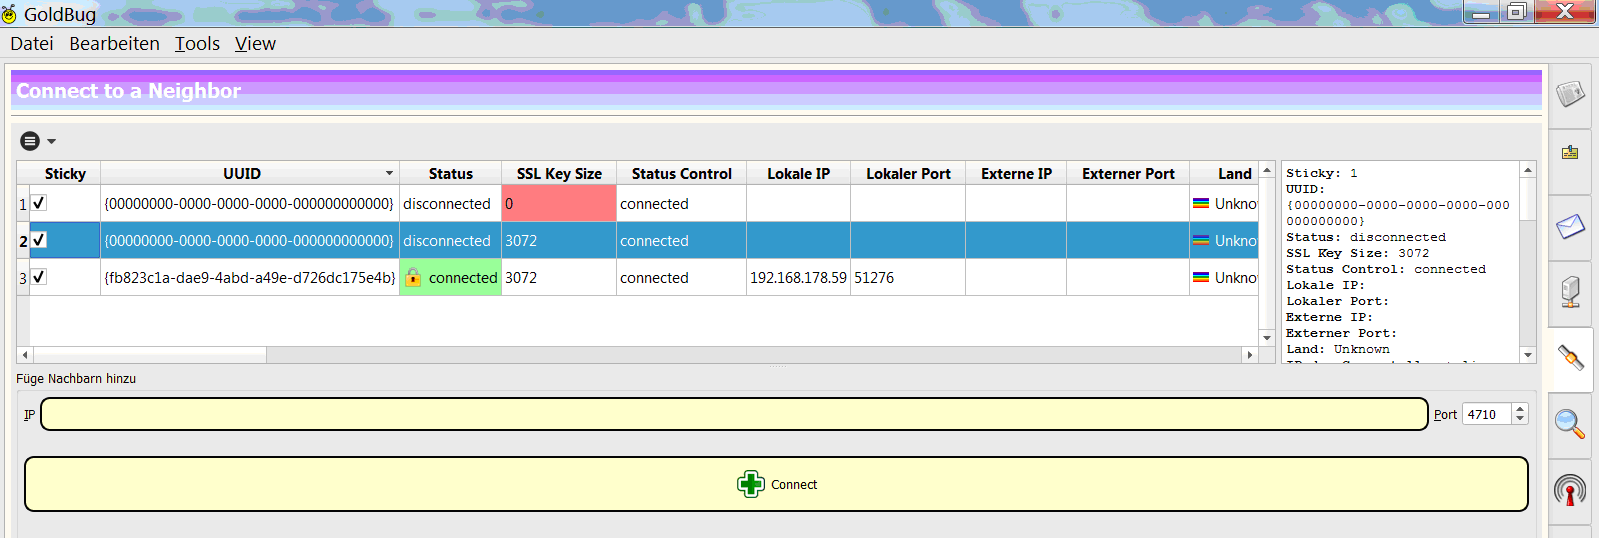 GoldBug
Datei Bearbeiten Tools View
Connect to a Neighbor
Sticky UUID Status SSL Key Size Status Control Lokale IP Lokaler Port Externe IP Externer Port Land
1 {00000000-0000-0000-0000-000000000000} disconnected 0 connected Unkno
2 {00000000-0000-0000-0000-000000000000} disconnected 3072 connected Unkno
3 {fb823c1a-dae9-4abd-a49e-d726dc175e4b} connected 3072 connected 192.168.178.59 51276 Unkno
Sticky: 1
UUID:
{00000000-0000-0000-0000-000
000000000}
Status: disconnected
SSL Key Size: 3072
Status Control: connected
Lokale IP:
Lokaler Port:
Externe IP:
Externer Port:
Land: Unknown
Füge Nachbarn hinzu
IP Port 4710
Connect